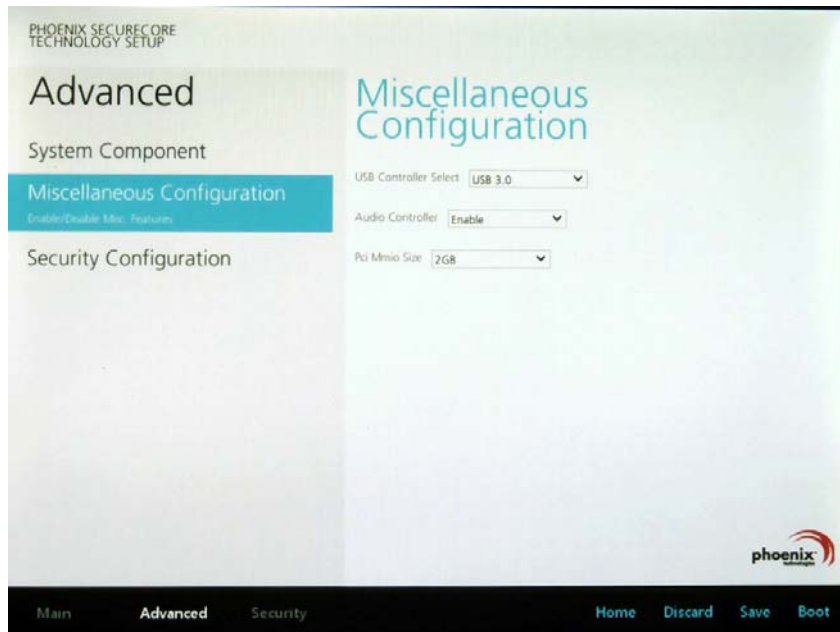 PHOENIX SECURECORE
TECHNOLOGY SETUP
Advanced
System Component
Miscellaneous Configuration
Enable/Disable Misc. Features
Security Configuration
Miscellaneous
Configuration
USB Controller Select USB 3.0
Audio Controller Enable
Pci Mmio Size 2GB
phoenix
technologies
Main Advanced Security Home Discard Save Boot